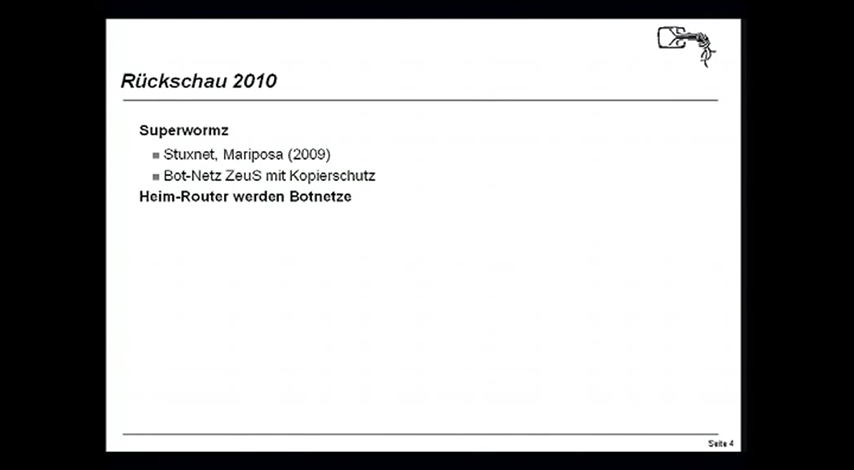 Rückschau 2010
Superwormz
Stuxnet, Mariposa (2009)
Bot-Netz ZeuS mit Kopierschutz
Heim-Router werden Botnetze
Seite 4